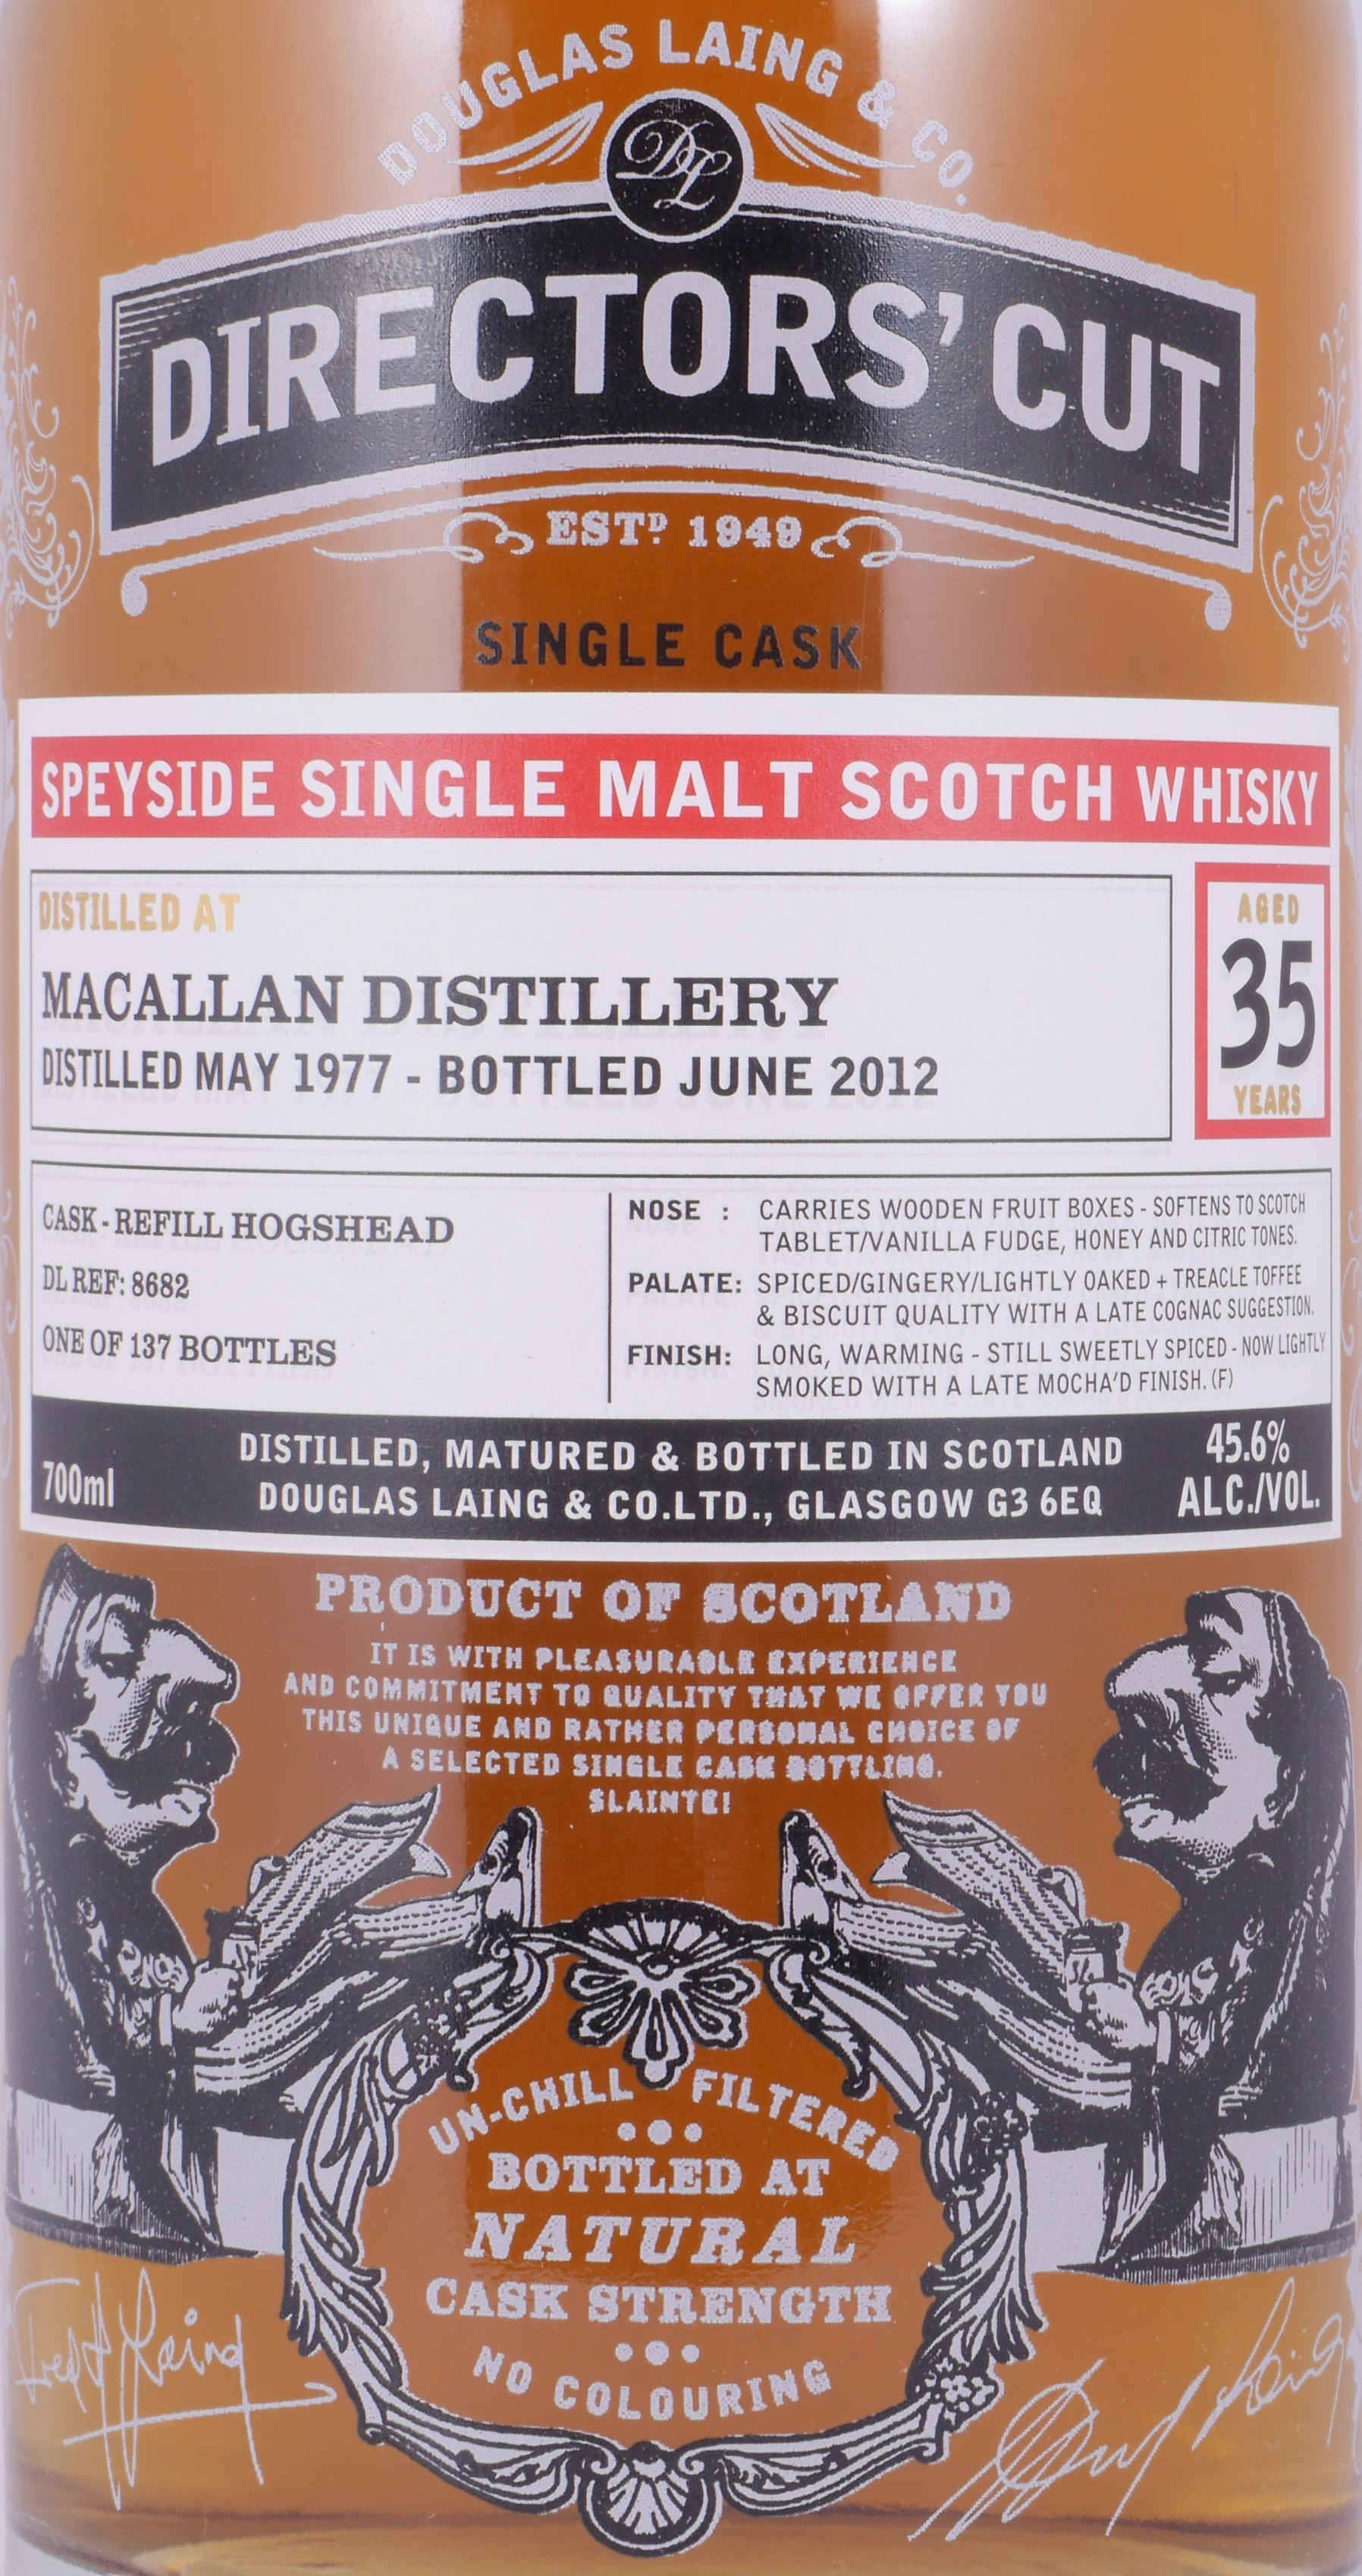 DOUGLAS LAING & CO.
DL
DIRECTORS' CUT
ESTD 1949
SINGLE CASK
SPEYSIDE SINGLE MALT SCOTCH WHISKY
DISTILLED AT
MACALLAN DISTILLERY
DISTILLED MAY 1977 - BOTTLED JUNE 2012
AGED
35
YEARS
CASK - REFILL HOGSHEAD
DL REF: 8682
ONE OF 137 BOTTLES
NOSE : CARRIES WOODEN FRUIT BOXES - SOFTENS TO SCOTCH
TABLET/VANILLA FUDGE, HONEY AND CITRIC TONES.
PALATE: SPICED/GINGERY/LIGHTLY OAKED + TREACLE TOFFEE
& BISCUIT QUALITY WITH A LATE COGNAC SUGGESTION.
FINISH: LONG, WARMING - STILL SWEETLY SPICED - NOW LIGHTLY
SMOKED WITH A LATE MOCHA'D FINISH. (F)
700ml
DISTILLED, MATURED & BOTTLED IN SCOTLAND
DOUGLAS LAING & CO.LTD., GLASGOW G3 6EQ
45.6%
ALC./VOL.
PRODUCT OF SCOTLAND
IT IS WITH PLEASURABLE EXPERIENCE
AND COMMITMENT TO QUALITY THAT WE OFFER YOU
THIS UNIQUE AND RATHER PERSONAL CHOICE OF
A SELECTED SINGLE CASK BOTTLING.
SLAINTE!
UN-CHILL FILTERED
BOTTLED AT
NATURAL
CASK STRENGTH
NO COLOURING
Laing
Laing